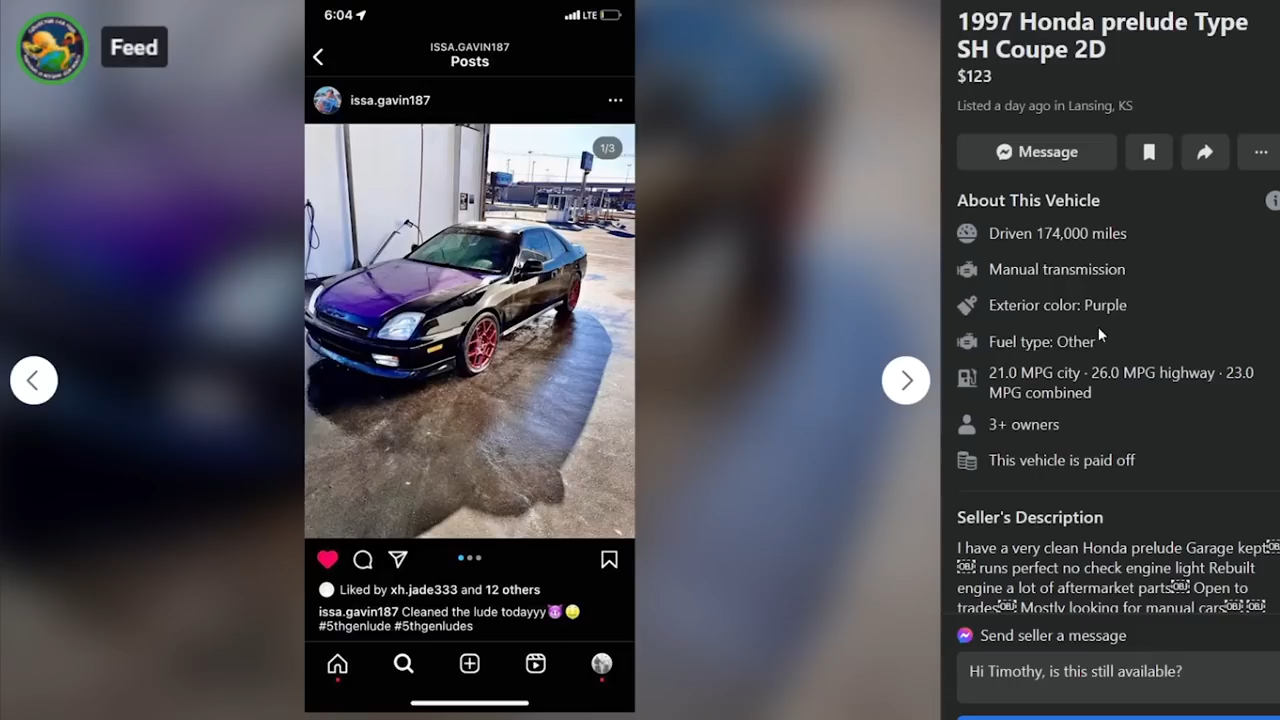 Feed
6:04
LTE
ISSA.GAVIN187
Posts
issa.gavin187
1/3
Liked by xh.jade333 and 12 others
issa.gavin187 Cleaned the lude todayyy😈😳
#5thgenlude #5thgenludes
1997 Honda prelude Type
SH Coupe 2D
$123
Listed a day ago in Lansing, KS
Message
About This Vehicle
Driven 174,000 miles
Manual transmission
Exterior color: Purple
Fuel type: Other
21.0 MPG city · 26.0 MPG highway · 23.0
MPG combined
3+ owners
This vehicle is paid off
Seller's Description
I have a very clean Honda prelude Garage kept
runs perfect no check engine light Rebuilt
engine a lot of aftermarket parts Open to
trades Mostly looking for manual cars
Send seller a message
Hi Timothy, is this still available?